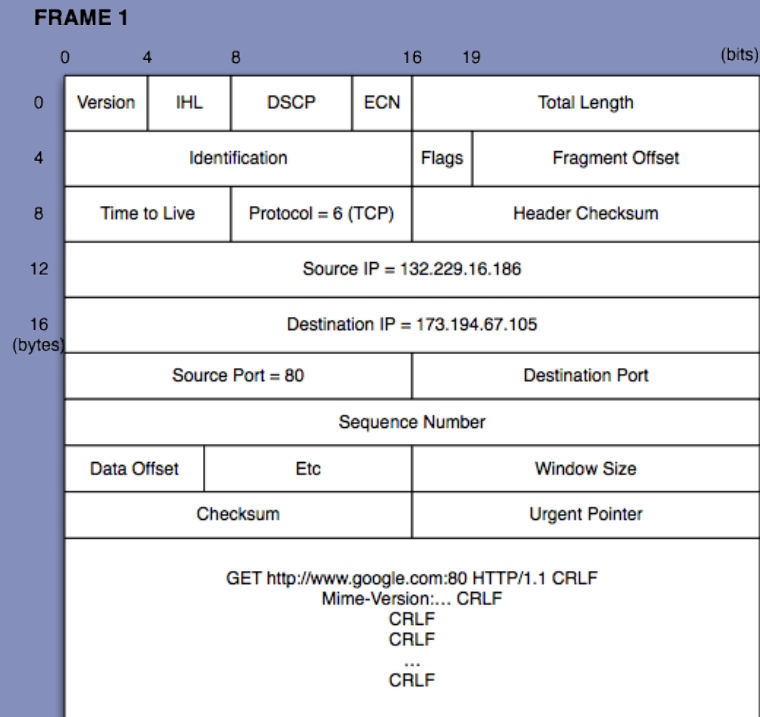 FRAME 1
0 4 8 16 19 (bits)
0 Version IHL DSCP ECN Total Length
4 Identification Flags Fragment Offset
8 Time to Live Protocol = 6 (TCP) Header Checksum
12 Source IP = 132.229.16.186
16 Destination IP = 173.194.67.105
(bytes)
Source Port = 80 Destination Port
Sequence Number
Data Offset Etc Window Size
Checksum Urgent Pointer
GET http://www.google.com:80 HTTP/1.1 CRLF
Mime-Version:... CRLF
CRLF
CRLF
...
CRLF